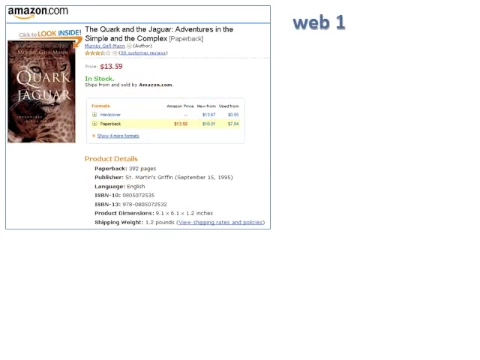 amazon.com
web 1
Click to LOOK INSIDE!
The Quark and the Jaguar: Adventures in the
Simple and the Complex [Paperback]
Murray Gell-Mann (Author)
QUARK
JAGUAR
Price: $13.59
In Stock.
Ships from and sold by Amazon.com.
Formats Amazon Price New from Used from
Hardcover
Paperback $13.59
Show 4 more formats
Product Details
Paperback: 392 pages
Publisher: St. Martin's Griffin (September 15, 1995)
Language: English
ISBN-10: 0805072535
ISBN-13: 978-0805072532
Product Dimensions: 9.1 x 6.1 x 1.2 inches
Shipping Weight: 1.2 pounds (View shipping rates and policies)